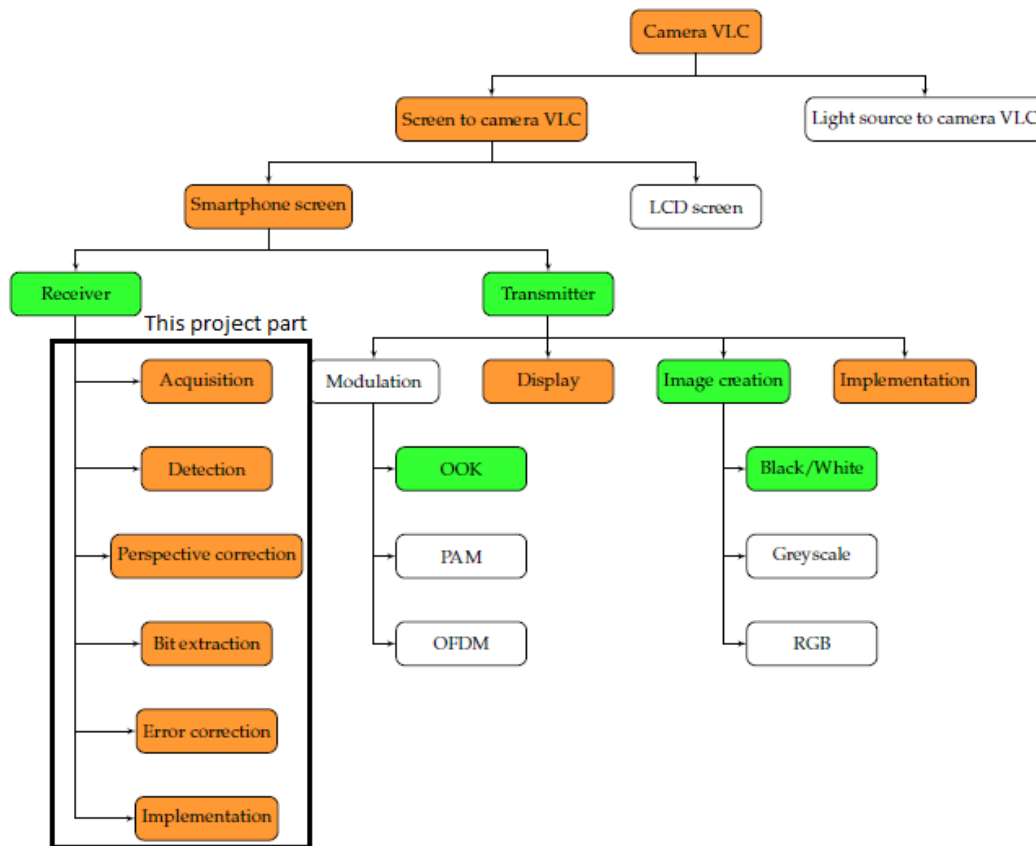 Camera VLC
Screen to camera VLC
Light source to camera VLC
Smartphone screen
LCD screen
Receiver
Transmitter
This project part
Acquisition
Modulation
Display
Image creation
Implementation
Detection
OOK
Black/White
Perspective correction
PAM
Greyscale
Bit extraction
OFDM
RGB
Error correction
Implementation